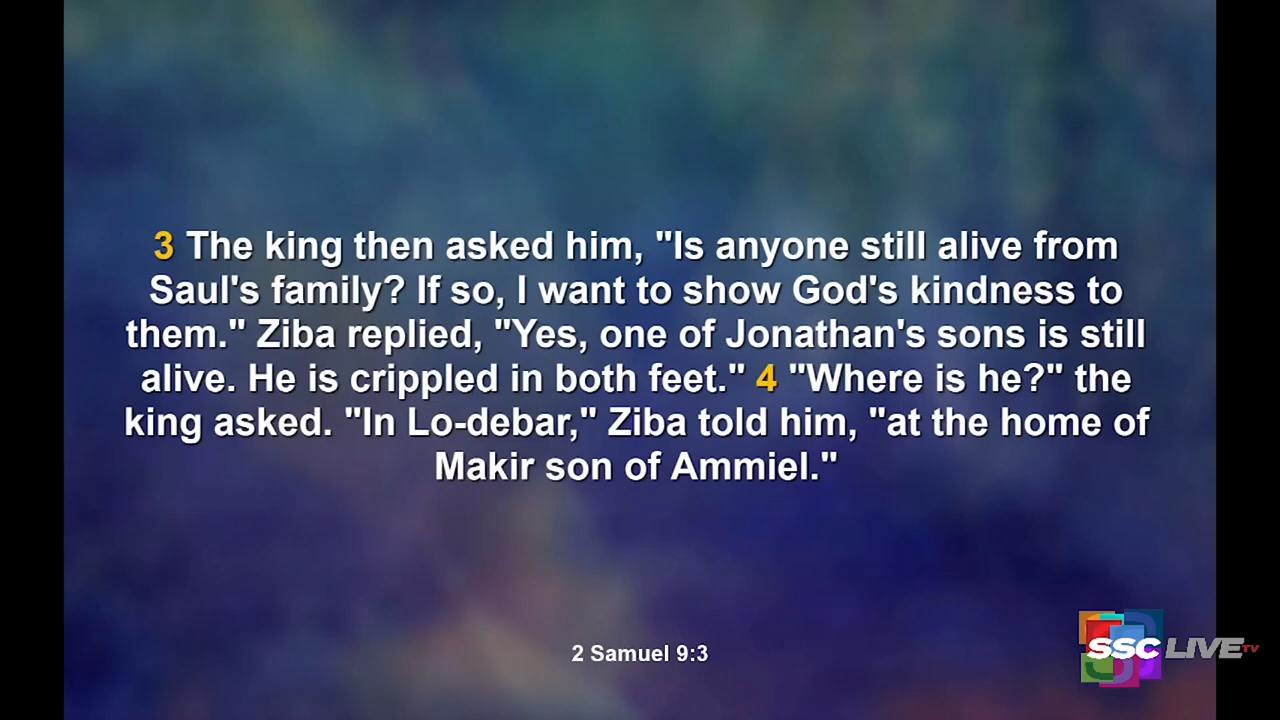 3 The king then asked him, "Is anyone still alive from
Saul's family? If so, I want to show God's kindness to
them." Ziba replied, "Yes, one of Jonathan's sons is still
alive. He is crippled in both feet." 4 "Where is he?" the
king asked. "In Lo-debar," Ziba told him, "at the home of
Makir son of Ammiel."
2 Samuel 9:3
SSC LIVE TV